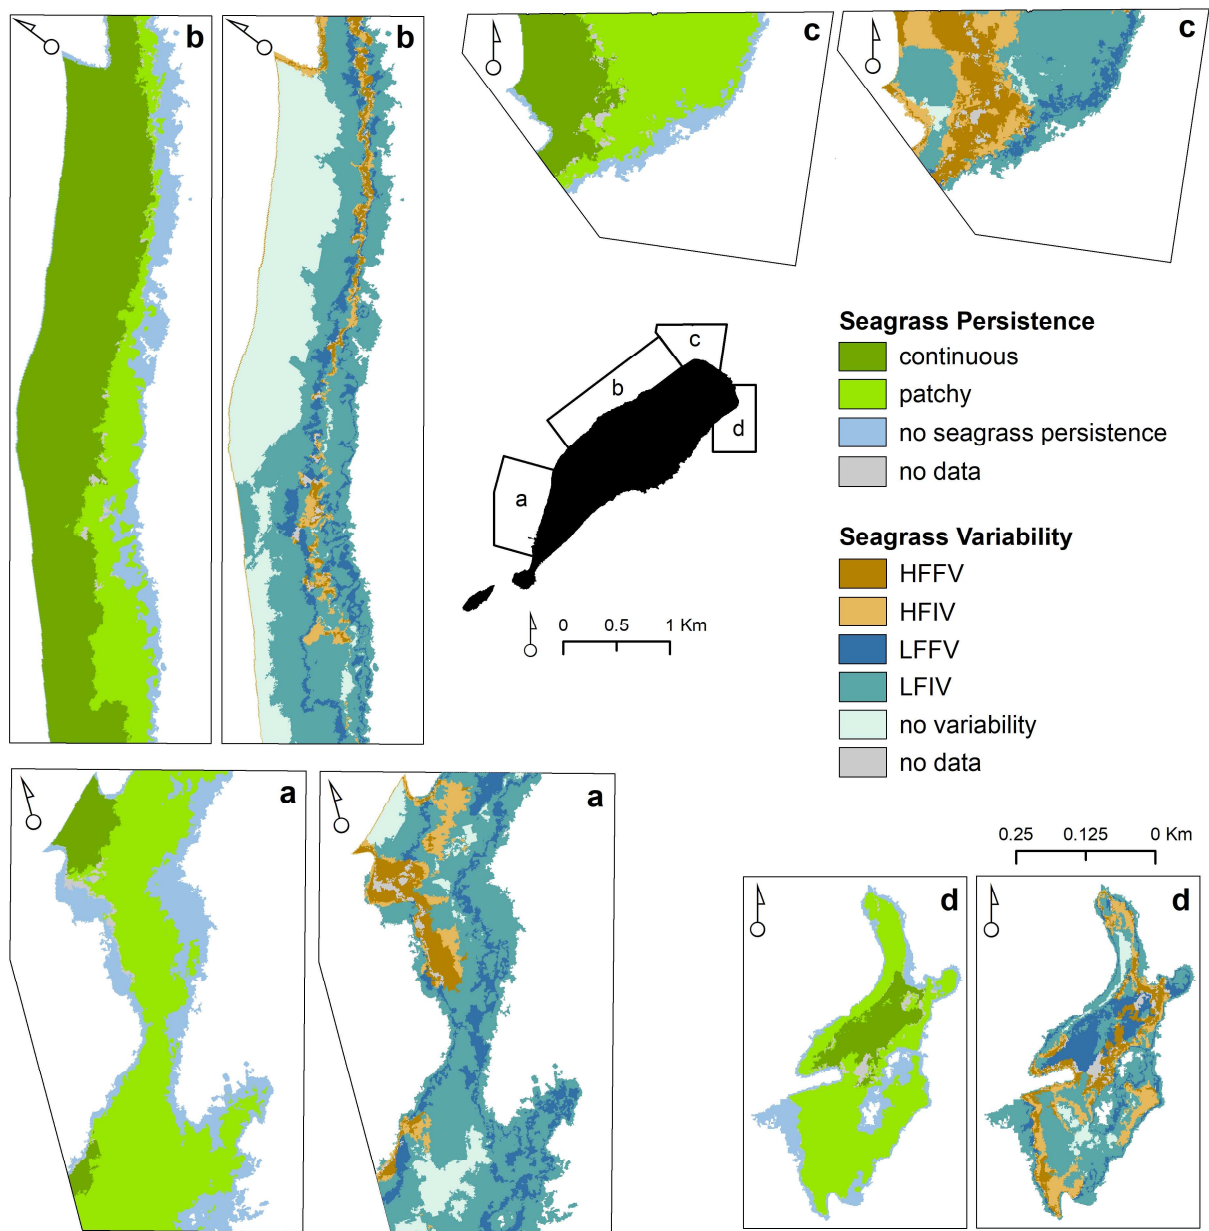 b
b
c
c
c
b
d
a
0 0.5 1 Km
Seagrass Persistence
continuous
patchy
no seagrass persistence
no data
Seagrass Variability
HFFV
HFIV
LFFV
LFIV
no variability
no data
a
a
0.25 0.125 0 Km
d
d